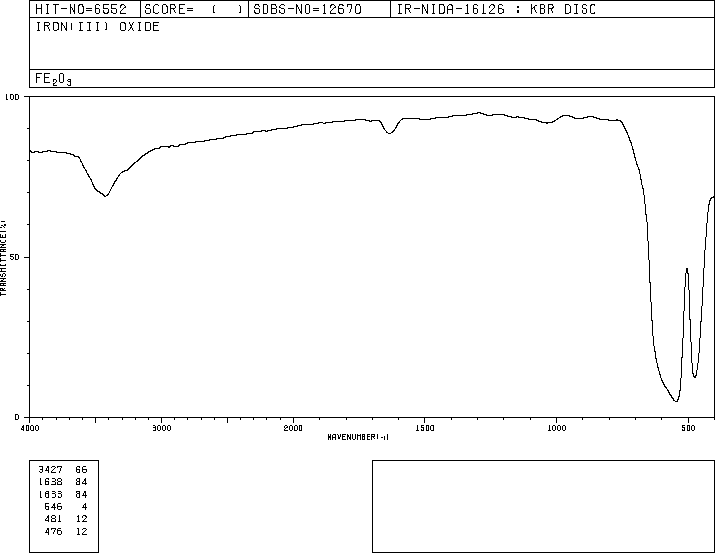 HIT-NO=6552 SCORE= ( ) SDBS-NO=12670 IR-NIDA-16126 : KBR DISC
IRON(III) OXIDE
FE2O3
100
50
0
TRANSMITTANCE(%)
4000 3000 2000 1500 1000 500
WAVENUMBER(-1)
3427 66
1638 84
1633 84
546 4
481 12
476 12